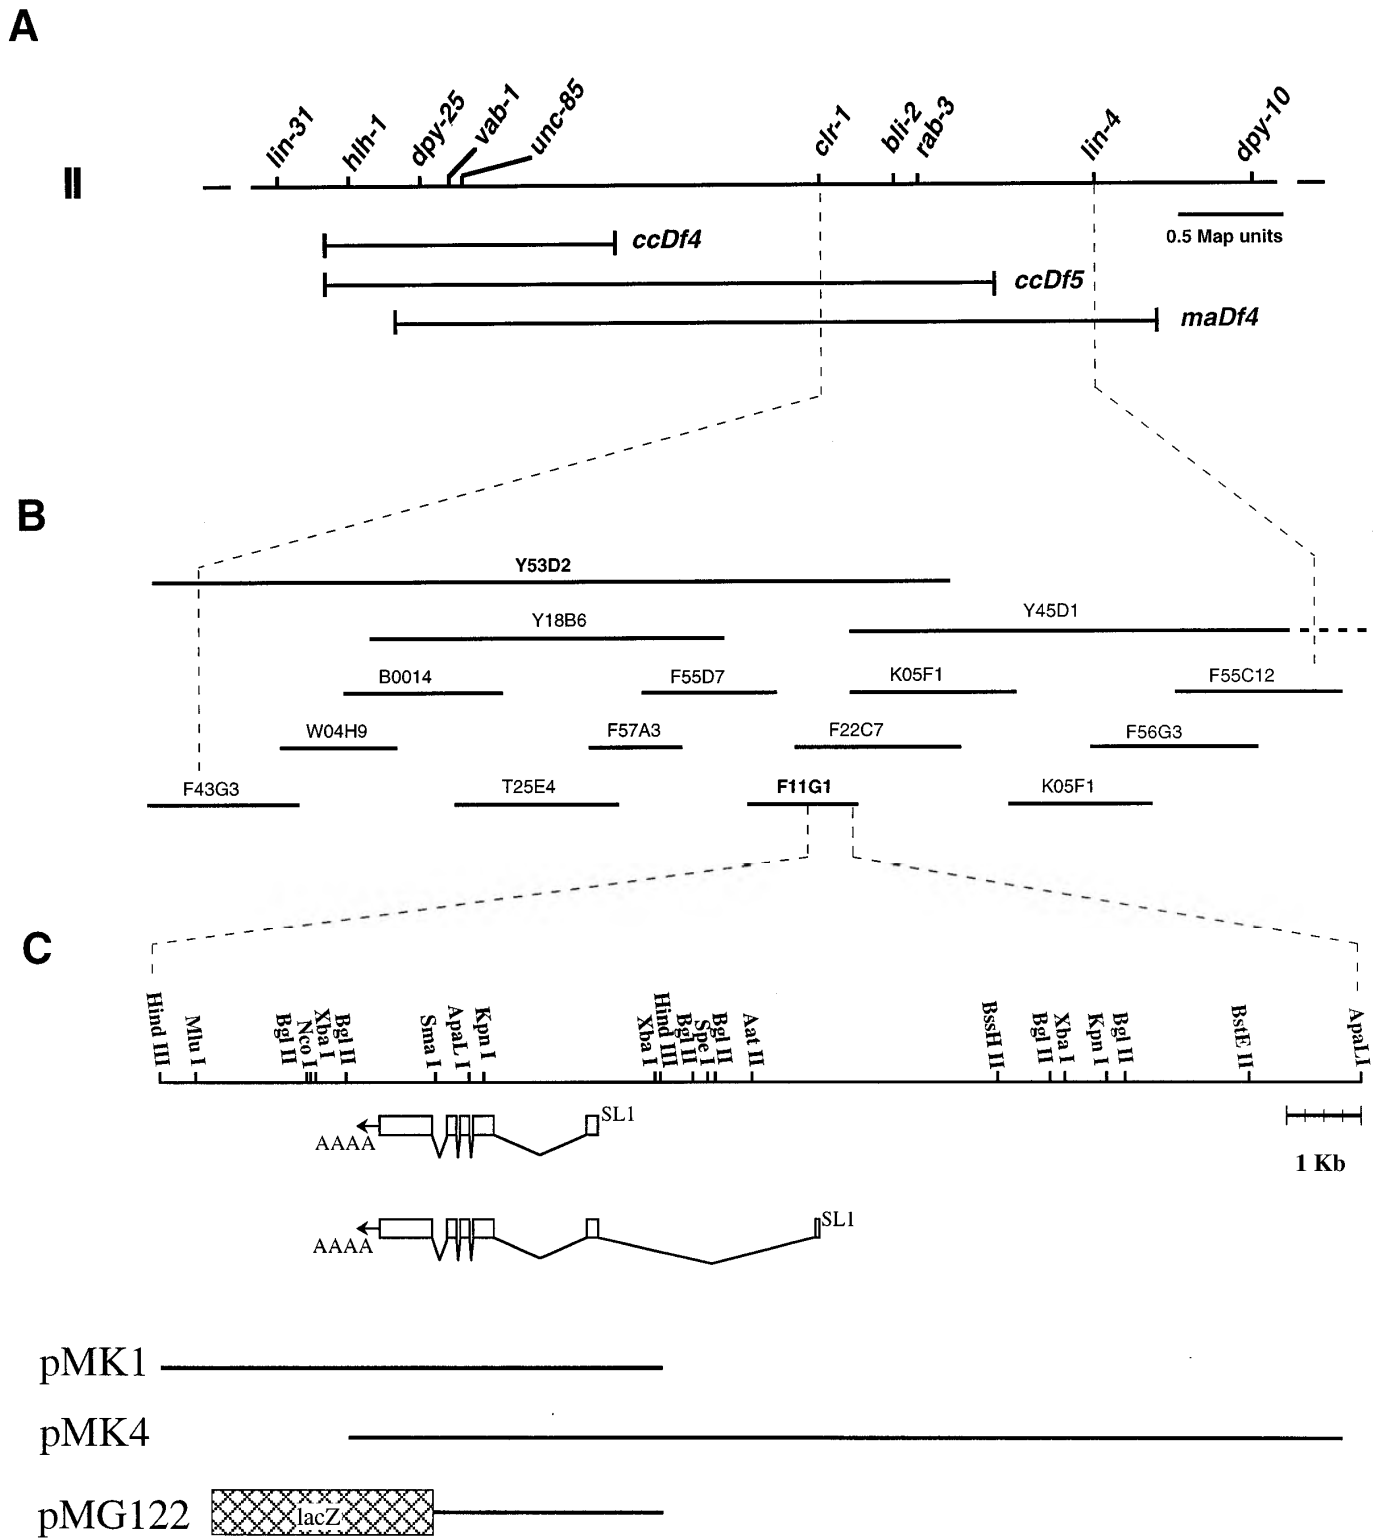 A
lin-31 hlh-1 dpy-25 vab-1 unc-85 clr-1 bli-2 rab-3 lin-4 dpy-10
II
0.5 Map units
ccDf4
ccDf5
maDf4
B
Y53D2
Y18B6 Y45D1
B0014 F55D7 K05F1 F55C12
W04H9 F57A3 F22C7 F56G3
F43G3 T25E4 F11G1 K05F1
C
Hind III Mlu I Bgl II Nco I Xba I Bgl II Sma I ApaL I Kpn I Xba I Hind III Bgl II Spe I Bgl II Aat II BssH II Bgl II Xba I Kpn I Bgl II BstE II ApaLI
SL1
AAAA
1 Kb
SL1
AAAA
pMK1
pMK4
pMG122 lacZ